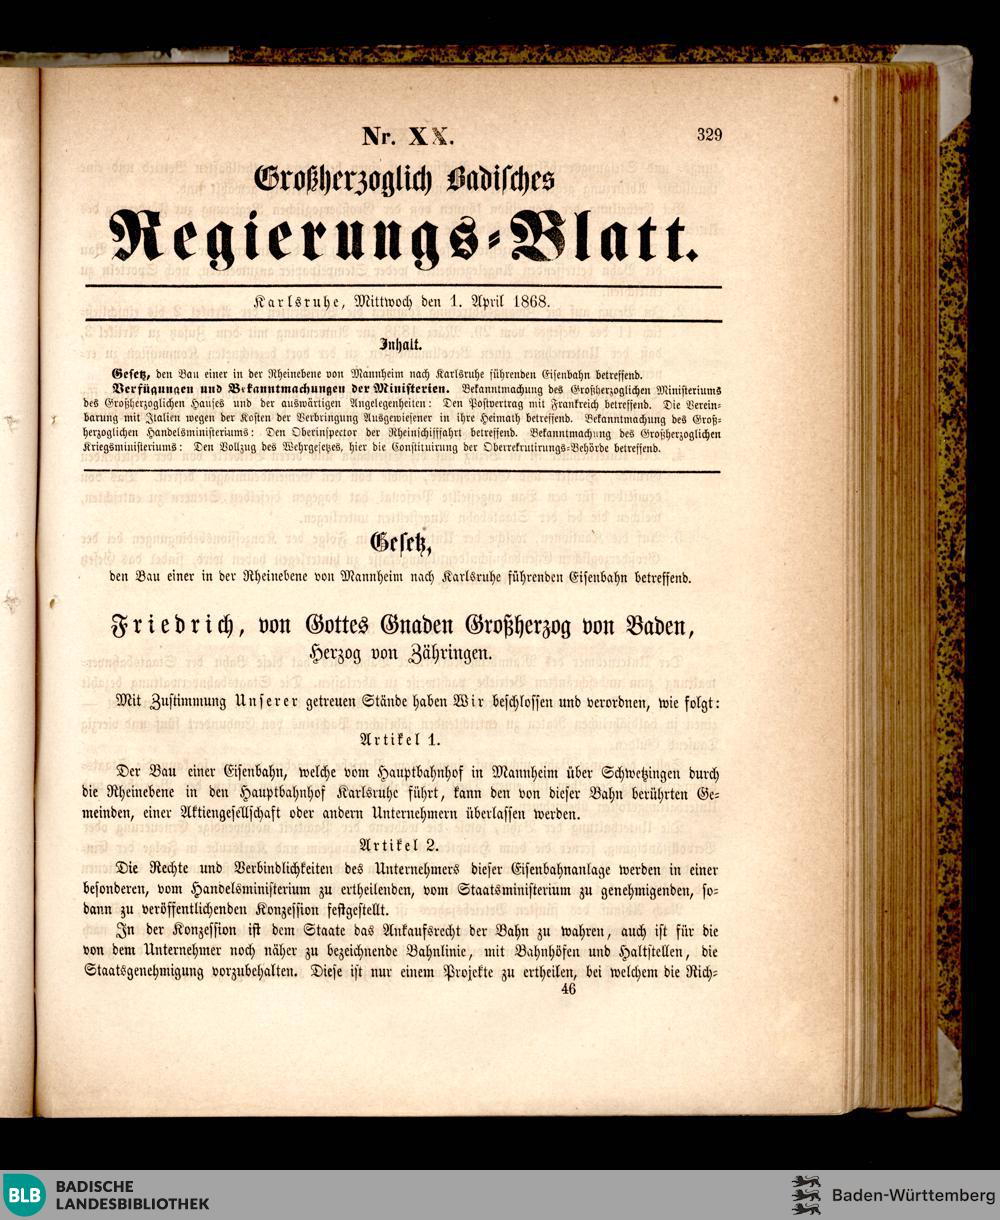 Nr. XX.
329
Großherzoglich Badisches
Regierungs-Blatt.
Karlsruhe, Mittwoch den 1. April 1868.
Inhalt.
Gesetz, den Bau einer in der Rheinebene von Mannheim nach Karlsruhe führenden Eisenbahn betreffend.
Verfügungen und Bekanntmachungen der Ministerien. Bekanntmachung des Großherzoglichen Ministeriums
des Großherzoglichen Hauses und der auswärtigen Angelegenheiten: Den Postvertrag mit Frankreich betreffend. Die Verein-
barung mit Italien wegen der Kosten der Verbringung Ausgewiesener in ihre Heimath betreffend. Bekanntmachung des Groß-
herzoglichen Handelsministeriums: Den Oberinspector der Rheinschifffahrt betreffend. Bekanntmachung des Großherzoglichen
Kriegsministeriums: Den Vollzug des Wehrgesetzes, hier die Constituirung der Oberrekrutirungs-Behörde betreffend.
Gesetz,
den Bau einer in der Rheinebene von Mannheim nach Karlsruhe führenden Eisenbahn betreffend.
Friedrich, von Gottes Gnaden Großherzog von Baden,
Herzog von Zähringen.
Mit Zustimmung Unserer getreuen Stände haben Wir beschlossen und verordnen, wie folgt:
Artikel 1.
Der Bau einer Eisenbahn, welche vom Hauptbahnhof in Mannheim über Schwetzingen durch
die Rheinebene in den Hauptbahnhof Karlsruhe führt, kann den von dieser Bahn berührten Ge-
meinden, einer Aktiengesellschaft oder andern Unternehmern überlassen werden.
Artikel 2.
Die Rechte und Verbindlichkeiten des Unternehmers dieser Eisenbahnanlage werden in einer
besonderen, vom Handelsministerium zu ertheilenden, vom Staatsministerium zu genehmigenden, so-
dann zu veröffentlichenden Konzession festgestellt.
In der Konzession ist dem Staate das Ankaufsrecht der Bahn zu wahren, auch ist für die
von dem Unternehmer noch näher zu bezeichnende Bahnlinie, mit Bahnhöfen und Haltstellen, die
Staatsgenehmigung vorzubehalten. Diese ist nur einem Projekte zu ertheilen, bei welchem die Rich-
46
BLB BADISCHE
LANDESBIBLIOTHEK
Baden-Württemberg